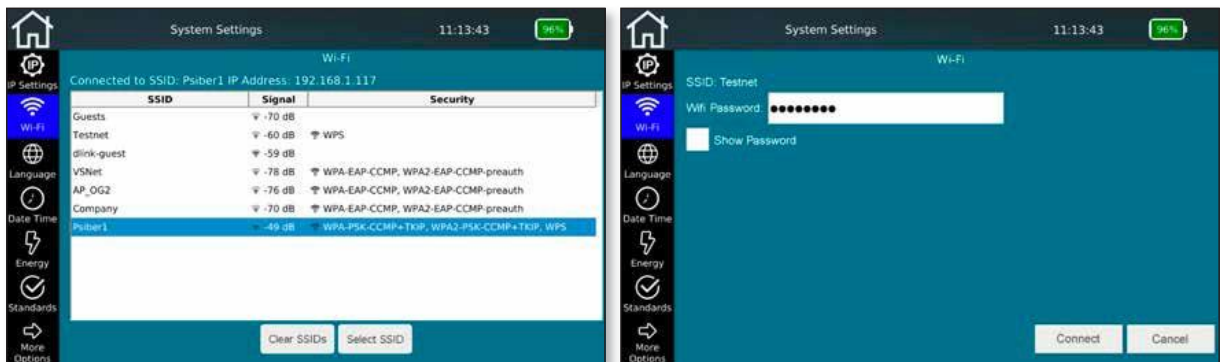 System Settings 11:13:43 96%
IP Settings
Wi-Fi
Language
Date Time
Energy
Standards
More Options
Wi-Fi
Connected to SSID: Psiber1 IP Address: 192.168.1.117
SSID Signal Security
Guests -70 dB
Testnet -60 dB WPS
dlink-guest -59 dB
VSNet -78 dB WPA-EAP-CCMP, WPA2-EAP-CCMP-preauth
AP_OG2 -76 dB WPA-EAP-CCMP, WPA2-EAP-CCMP-preauth
Company -70 dB WPA-EAP-CCMP, WPA2-EAP-CCMP-preauth
Psiber1 -49 dB WPA-PSK-CCMP+TKIP, WPA2-PSK-CCMP+TKIP, WPS
Clear SSIDs Select SSID
System Settings 11:13:43 96%
IP Settings
Wi-Fi
Language
Date Time
Energy
Standards
More Options
Wi-Fi
SSID: Testnet
Wifi Password: ●●●●●●●●
Show Password
Connect Cancel